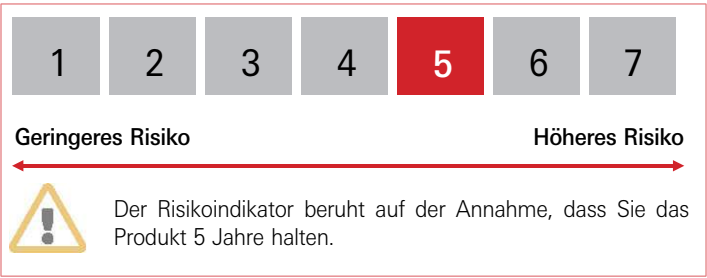 1 2 3 4 5 6 7
Geringeres Risiko Höheres Risiko
Der Risikoindikator beruht auf der Annahme, dass Sie das
Produkt 5 Jahre halten.